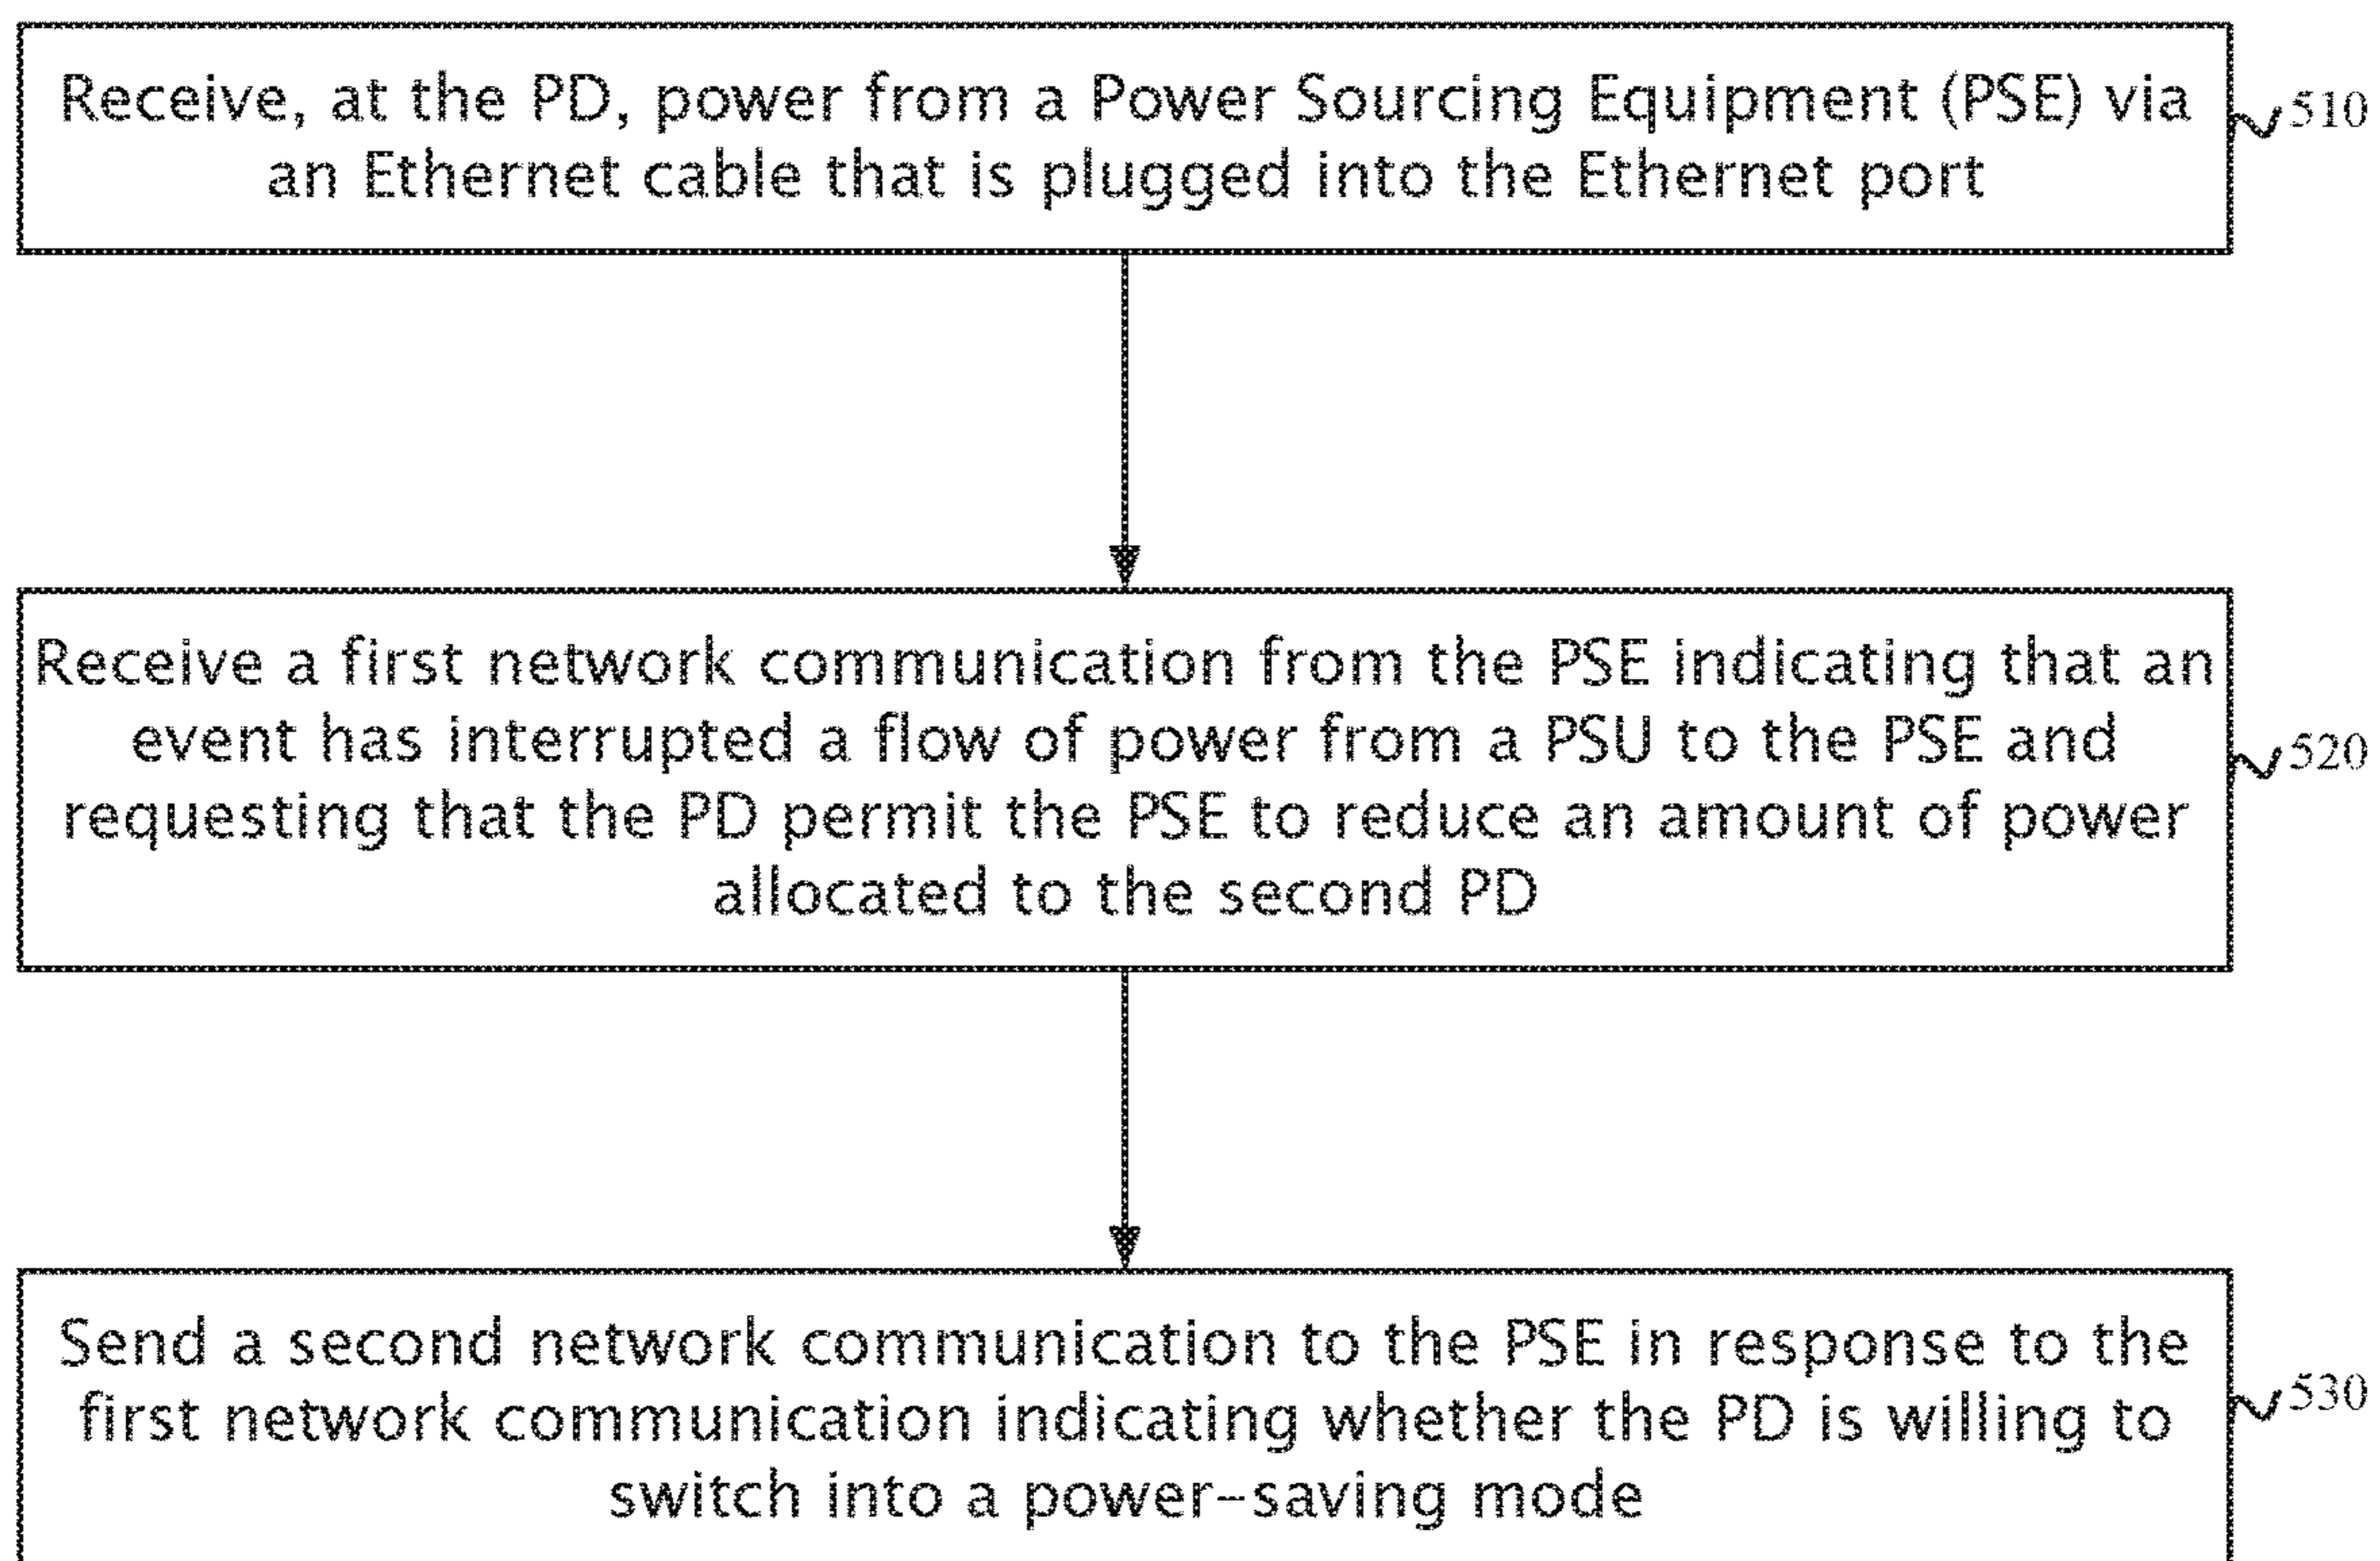 Receive, at the PD, power from a Power Sourcing Equipment (PSE) via
an Ethernet cable that is plugged into the Ethernet port
510
Receive a first network communication from the PSE indicating that an
event has interrupted a flow of power from a PSU to the PSE and
requesting that the PD permit the PSE to reduce an amount of power
allocated to the second PD
520
Send a second network communication to the PSE in response to the
first network communication indicating whether the PD is willing to
switch into a power-saving mode
530